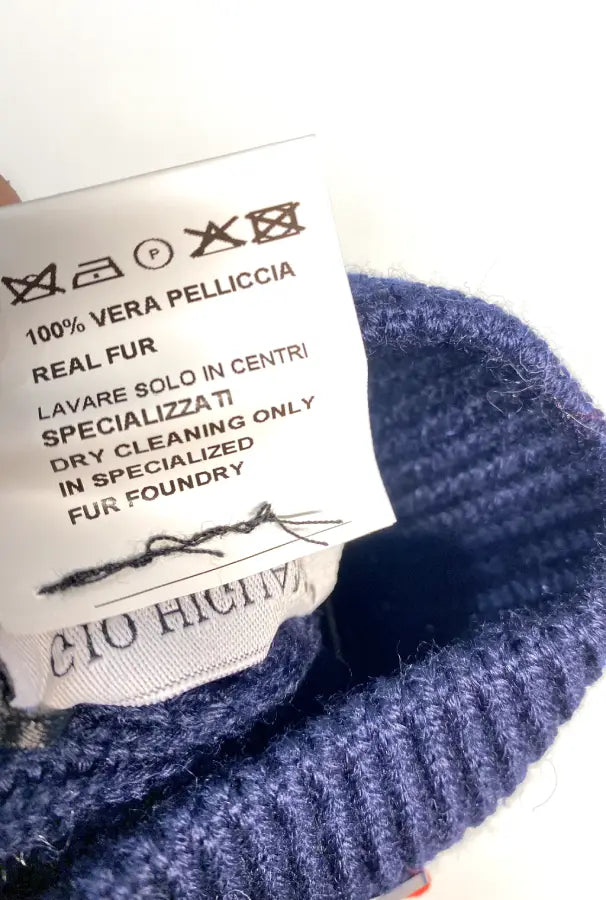 P
100% VERA PELLICCIA
REAL FUR
LAVARE SOLO IN CENTRI
SPECIALIZZATI
DRY CLEANING ONLY
IN SPECIALIZED
FUR FOUNDRY